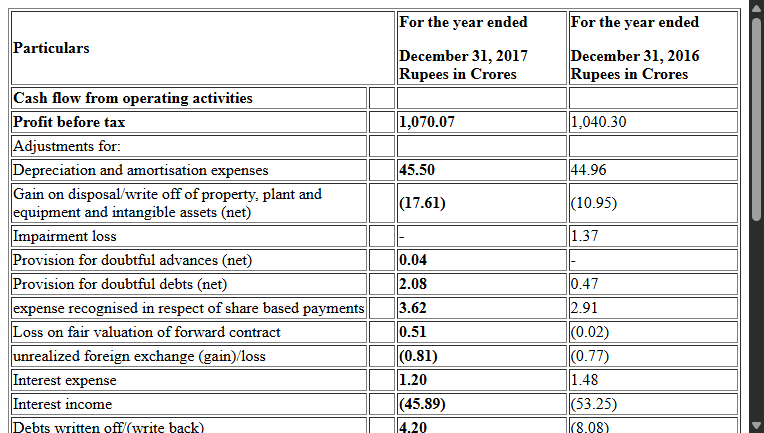 Particulars
For the year ended
December 31, 2017
Rupees in Crores
For the year ended
December 31, 2016
Rupees in Crores
Cash flow from operating activities
Profit before tax 1,070.07 1,040.30
Adjustments for:
Depreciation and amortisation expenses 45.50 44.96
Gain on disposal/write off of property, plant and
equipment and intangible assets (net) (17.61) (10.95)
Impairment loss - 1.37
Provision for doubtful advances (net) 0.04 -
Provision for doubtful debts (net) 2.08 0.47
expense recognised in respect of share based payments 3.62 2.91
Loss on fair valuation of forward contract 0.51 (0.02)
unrealized foreign exchange (gain)/loss (0.81) (0.77)
Interest expense 1.20 1.48
Interest income (45.89) (53.25)
Debts written off/(write back) 4.20 (8.08)